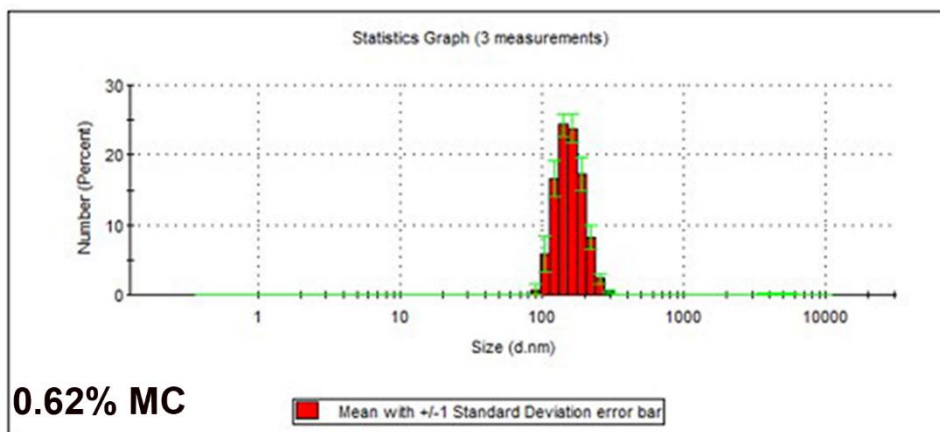 Statistics Graph (3 measurements)
30
20
10
0
Number (Percent)
1 10 100 1000 10000
Size (d.nm)
0.62% MC
Mean with +/-1 Standard Deviation error bar